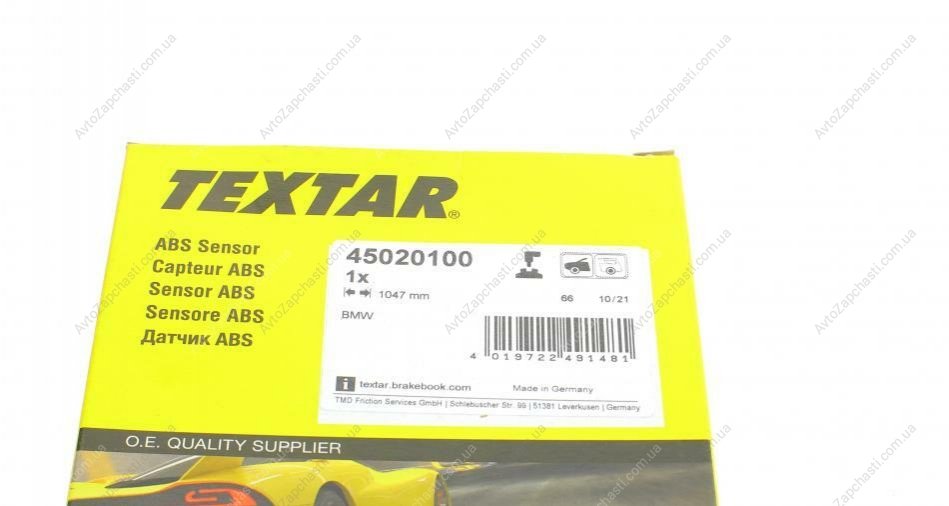 TEXTAR®
ABS Sensor
Capteur ABS
Sensor ABS
Sensore ABS
Датчик ABS
45020100
1x
1047 mm
66 10/21
BMW
4 019722 491481
i textar.brakebook.com Made in Germany
TMD Friction Services GmbH | Schlebuscher Str. 99 | 51381 Leverkusen | Germany
O.E. QUALITY SUPPLIER
AvtoZapchasti.com.ua